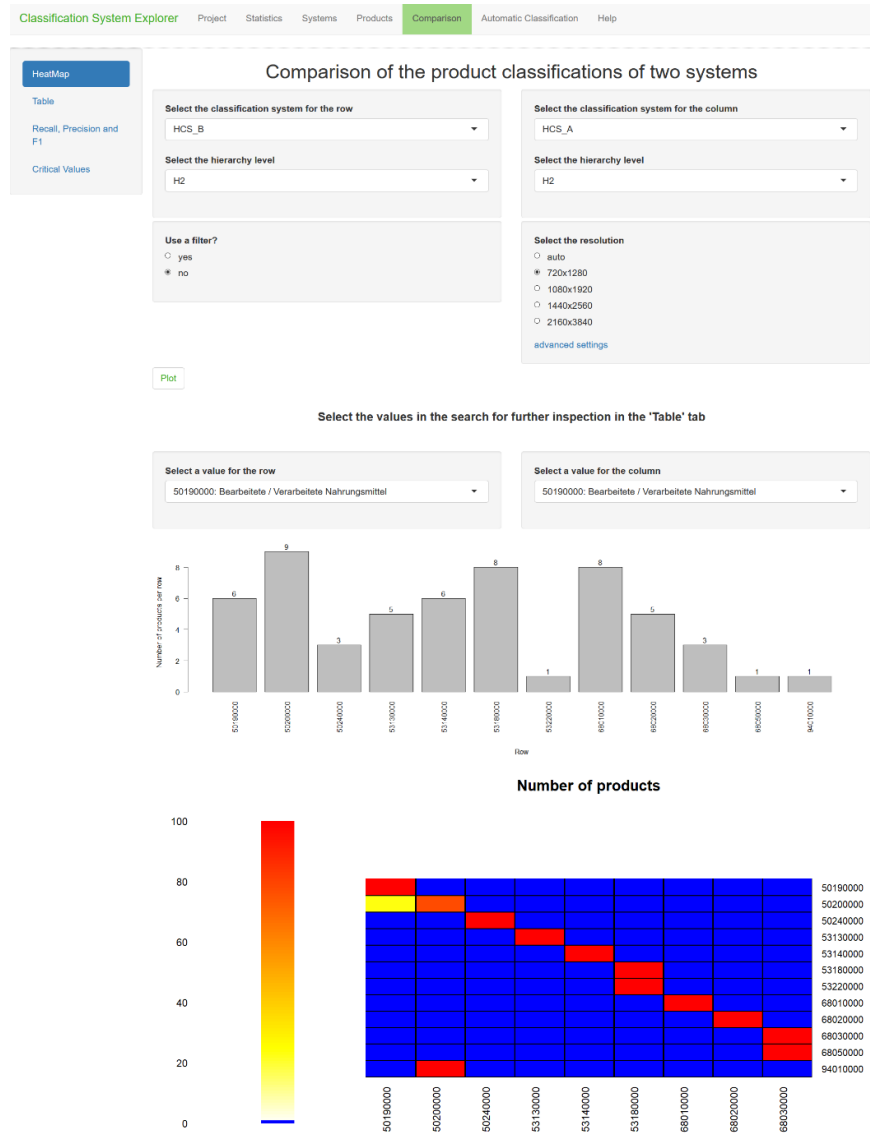 Classification System Explorer Project Statistics Systems Products Comparison Automatic Classification Help
HeatMap
Table
Recall, Precision and
F1
Critical Values
Comparison of the product classifications of two systems
Select the classification system for the row
HCS_B
Select the hierarchy level
H2
Select the classification system for the column
HCS_A
Select the hierarchy level
H2
Use a filter?
yes
no
Select the resolution
auto
720x1280
1080x1920
1440x2560
2160x3840
advanced settings
Plot
Select the values in the search for further inspection in the 'Table' tab
Select a value for the row
50190000: Bearbeitete / Verarbeitete Nahrungsmittel
Select a value for the column
50190000: Bearbeitete / Verarbeitete Nahrungsmittel
Number of products per row
8
6
4
2
0
6
9
3
5
6
8
1
8
5
3
1
1
50190000
50200000
50240000
53130000
53140000
53180000
53220000
68010000
68020000
68030000
68050000
94010000
Row
Number of products
100
80
60
40
20
0
50190000
50200000
50240000
53130000
53140000
53180000
53220000
68010000
68020000
68030000
68050000
94010000
50190000
50200000
50240000
53130000
53140000
53180000
68010000
68020000
68030000